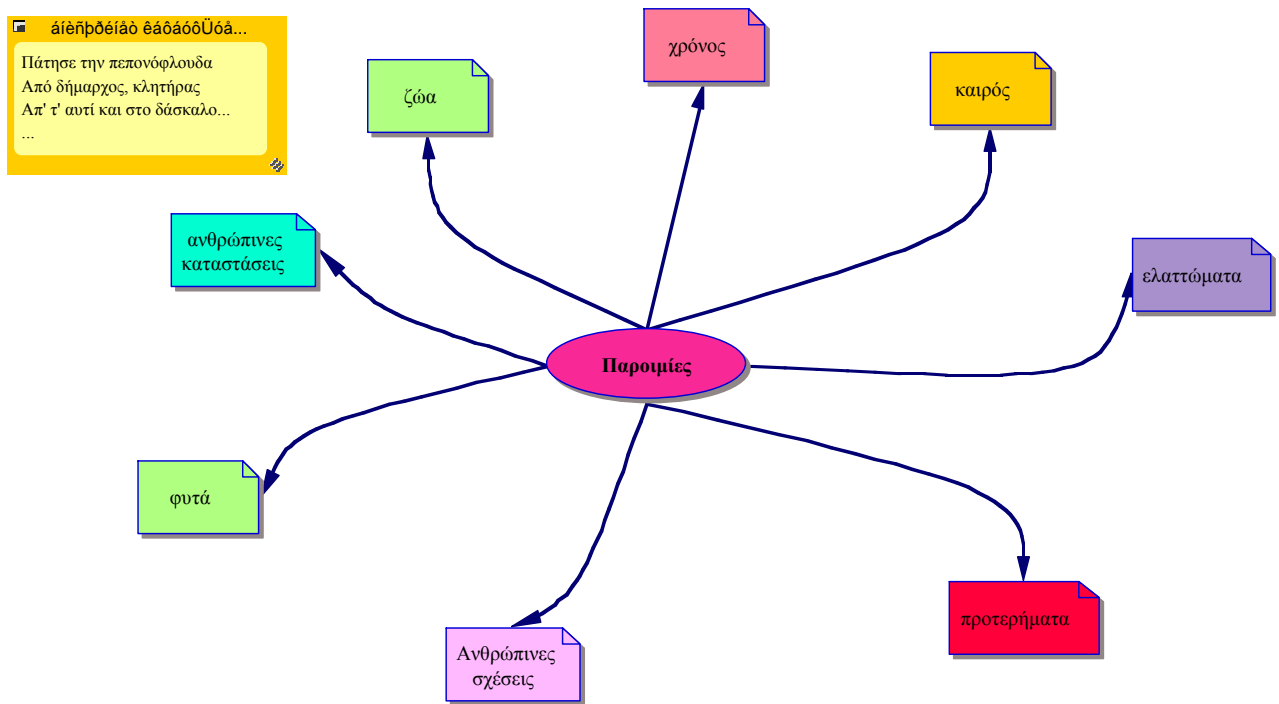 áíèñþðéíåò êáôáóôÜóå...
Πάτησε την πεπονόφλουδα
Από δήμαρχος, κλητήρας
Απ' τ' αυτί και στο δάσκαλο...
...
ζώα
χρόνος
καιρός
ανθρώπινες
καταστάσεις
ελαττώματα
Παροιμίες
φυτά
προτερήματα
Ανθρώπινες
σχέσεις